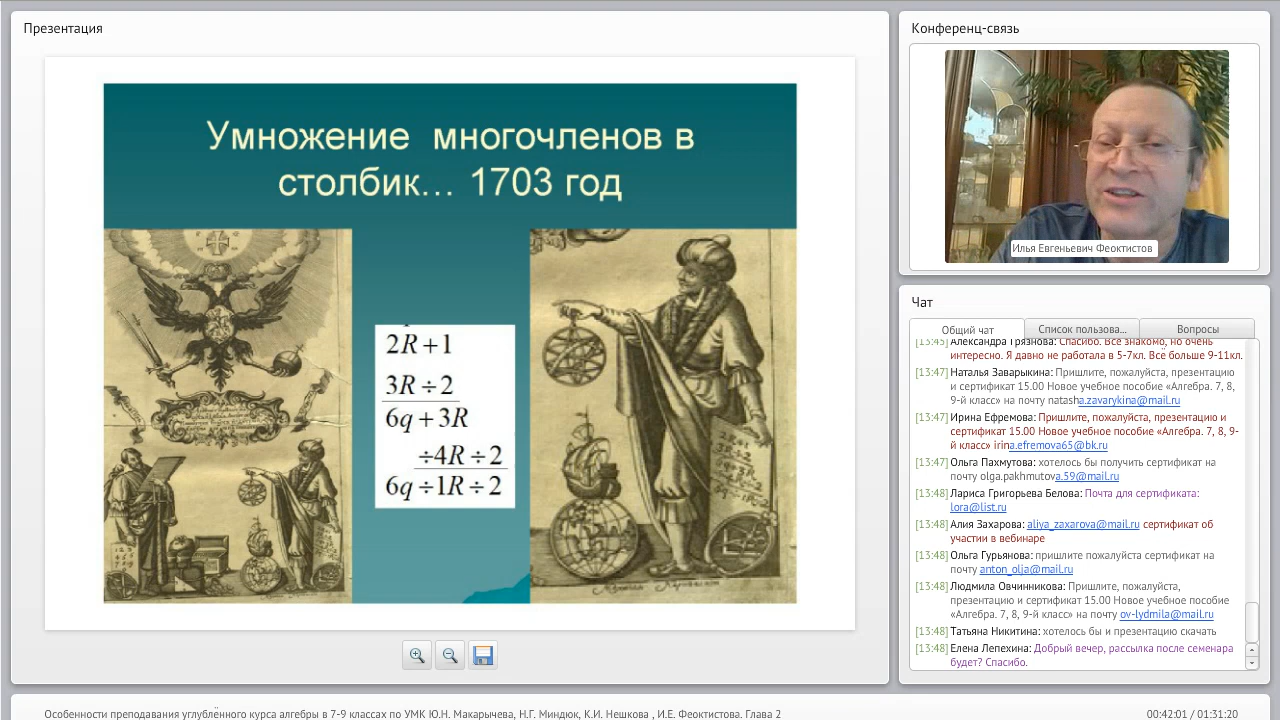 Презентация
Умножение многочленов в
столбик... 1703 год
2R+1
3R÷2
6q+3R
÷4R÷2
6q÷1R÷2
Конференц-связь
Илья Евгеньевич Феоктистов
Чат
Общий чат
Список пользова...
Вопросы
[13:45] Александра Грязнова: Спасибо. Всё знакомо, но очень
интересно. Я давно не работала в 5-7кл. Всё больше 9-11кл.
[13:47] Наталья Заварыкина: Пришлите, пожалуйста, презентацию
и сертификат 15.00 Новое учебное пособие «Алгебра. 7, 8,
9-й класс» на почту natasha.zavarykina@mail.ru
[13:47] Ирина Ефремова: Пришлите, пожалуйста, презентацию и
сертификат 15.00 Новое учебное пособие «Алгебра. 7, 8, 9-
й класс» irina.efremova65@bk.ru
[13:47] Ольга Пахмутова: хотелось бы получить сертификат на
почту olga.pakhmutova.59@mail.ru
[13:48] Лариса Григорьева Белова: Почта для сертификата:
lora@list.ru
[13:48] Алия Захарова: aliya_zaxarova@mail.ru сертификат об
участии в вебинаре
[13:48] Ольга Гурьянова: пришлите пожалуйста сертификат на
почту anton_olja@mail.ru
[13:48] Людмила Овчинникова: Пришлите, пожалуйста,
презентацию и сертификат 15.00 Новое учебное пособие
«Алгебра. 7, 8, 9-й класс» на почту ov-lydmila@mail.ru
[13:48] Татьяна Никитина: хотелось бы и презентацию скачать
[13:48] Елена Лепехина: Добрый вечер, рассылка после семенара
будет? Спасибо.
Особенности преподавания углублённого курса алгебры в 7-9 классах по УМК Ю.Н. Макарычева, Н.Г. Миндюк, К.И. Нешкова , И.Е. Феоктистова. Глава 2
00:42:01 / 01:31:20